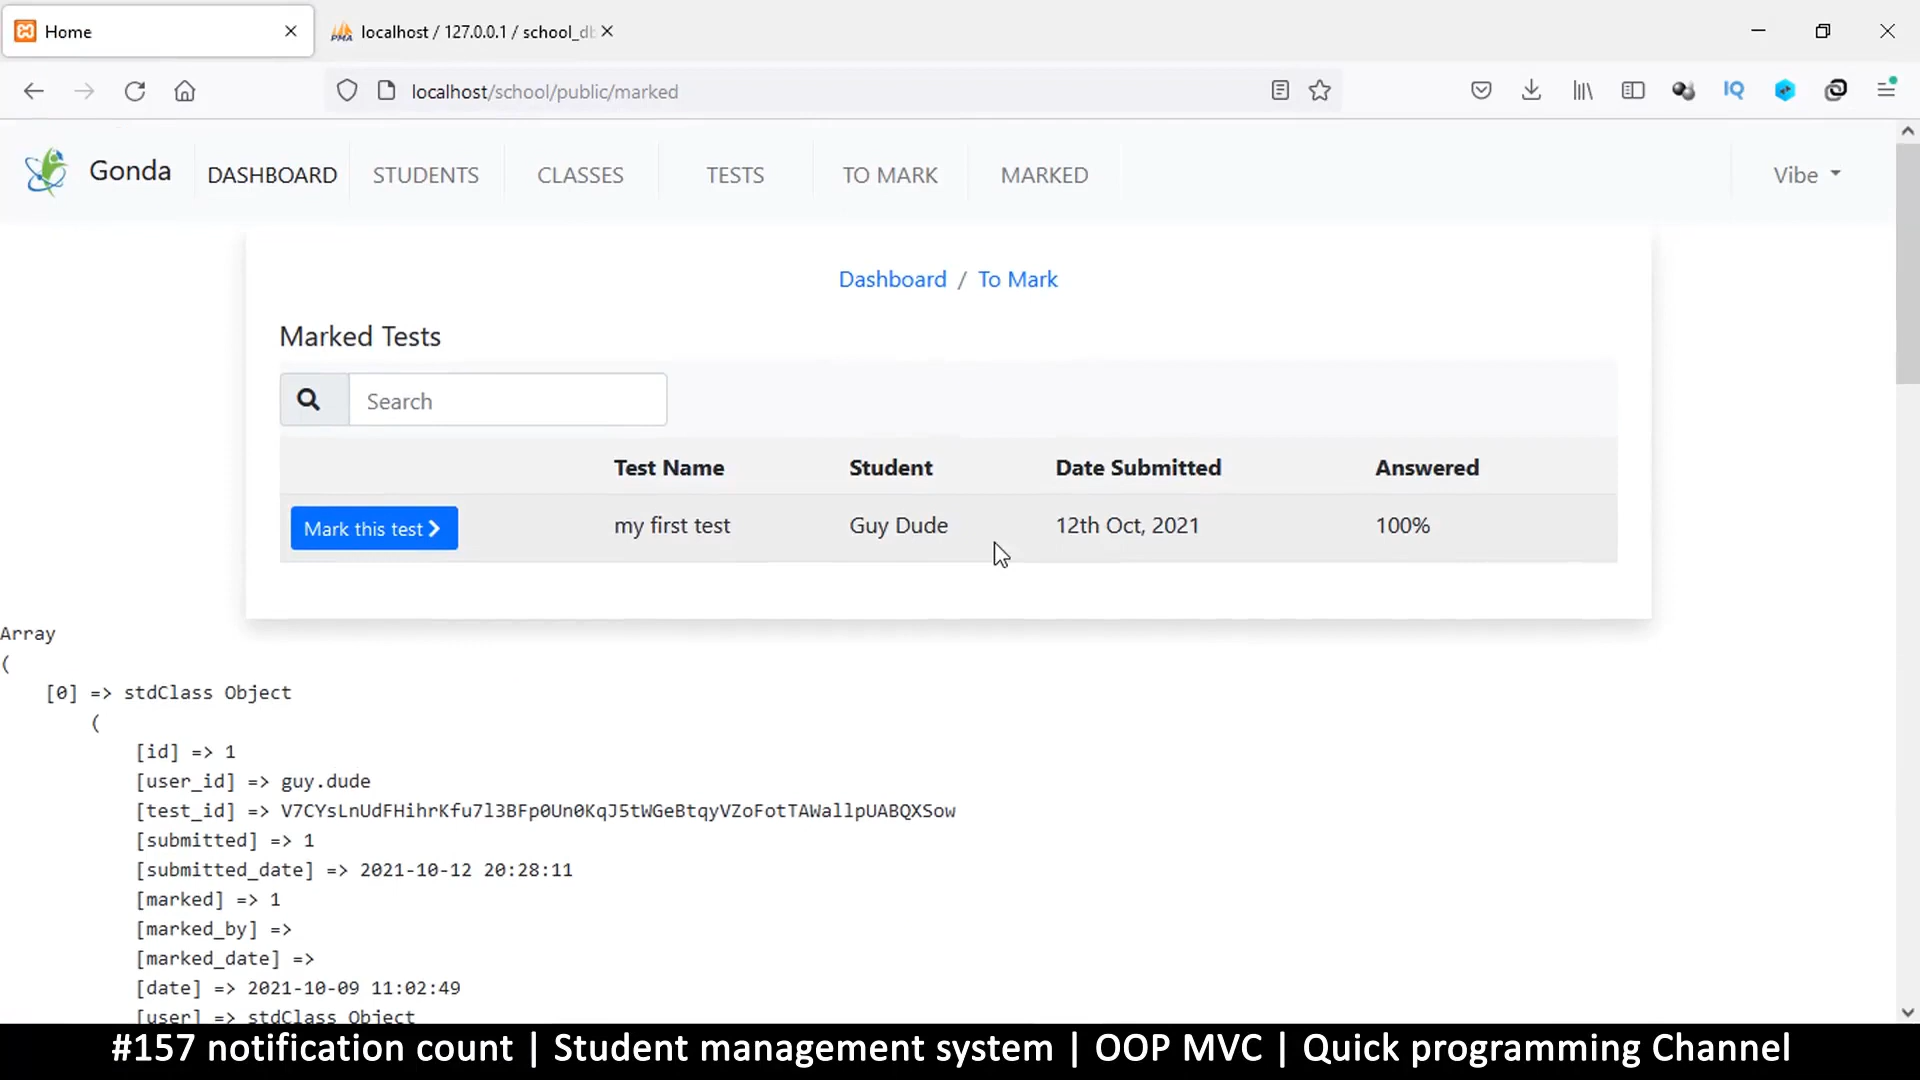 Home
localhost / 127.0.0.1 / school_db
PMA
localhost/school/public/marked
IQ
Gonda
DASHBOARD
STUDENTS
CLASSES
TESTS
TO MARK
MARKED
Vibe
Dashboard / To Mark
Marked Tests
Search
Test Name Student Date Submitted Answered
Mark this test my first test Guy Dude 12th Oct, 2021 100%
Array
(
[0] => stdClass Object
(
[id] => 1
[user_id] => guy.dude
[test_id] => V7CYsLnUdFHihrKfu7l3BFp0Un0KqJ5tWGeBtqyVZoFotTAWallpUABQXSow
[submitted] => 1
[submitted_date] => 2021-10-12 20:28:11
[marked] => 1
[marked_by] =>
[marked_date] =>
[date] => 2021-10-09 11:02:49
[user] => stdClass Object
#157 notification count | Student management system | OOP MVC | Quick programming Channel